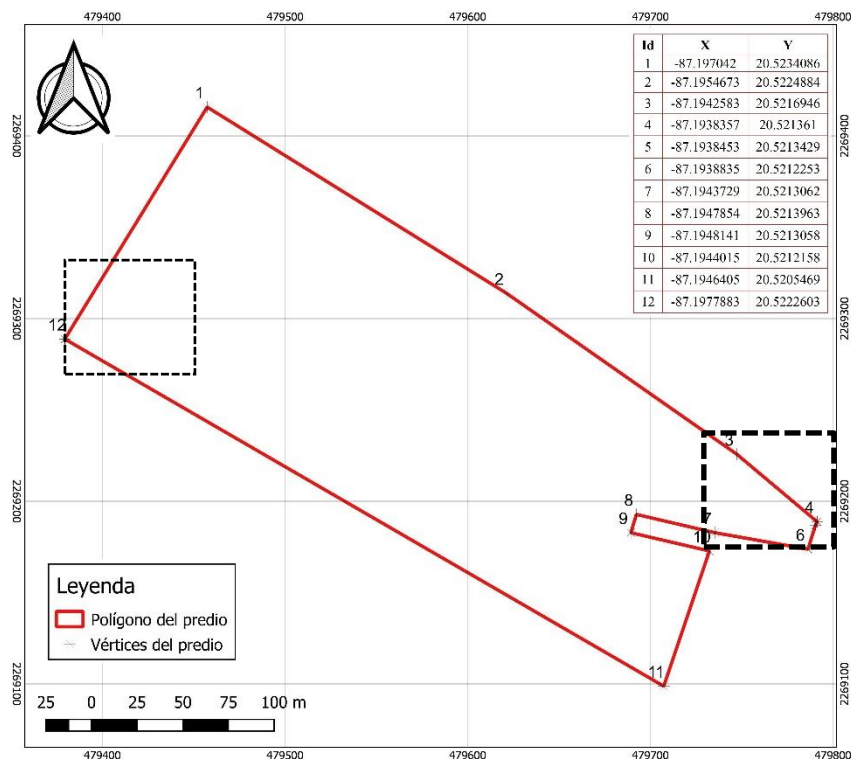 479400 479500 479600 479700 479800
Id X Y
1 -87.197042 20.5234086
2 -87.1954673 20.5224884
3 -87.1942583 20.5216946
4 -87.1938357 20.521361
5 -87.1938453 20.5213429
6 -87.1938835 20.5212253
7 -87.1943729 20.5213062
8 -87.1947854 20.5213963
9 -87.1948141 20.5213058
10 -87.1944015 20.5212158
11 -87.1946405 20.5205469
12 -87.1977883 20.5222603
1
2269400 2269400
2
2269300 2269300
12
3
2269200 2269200
8 7 4
9 10 6
Leyenda
Polígono del predio
Vértices del predio
11
2269100 2269100
25 0 25 50 75 100 m
479400 479500 479600 479700 479800